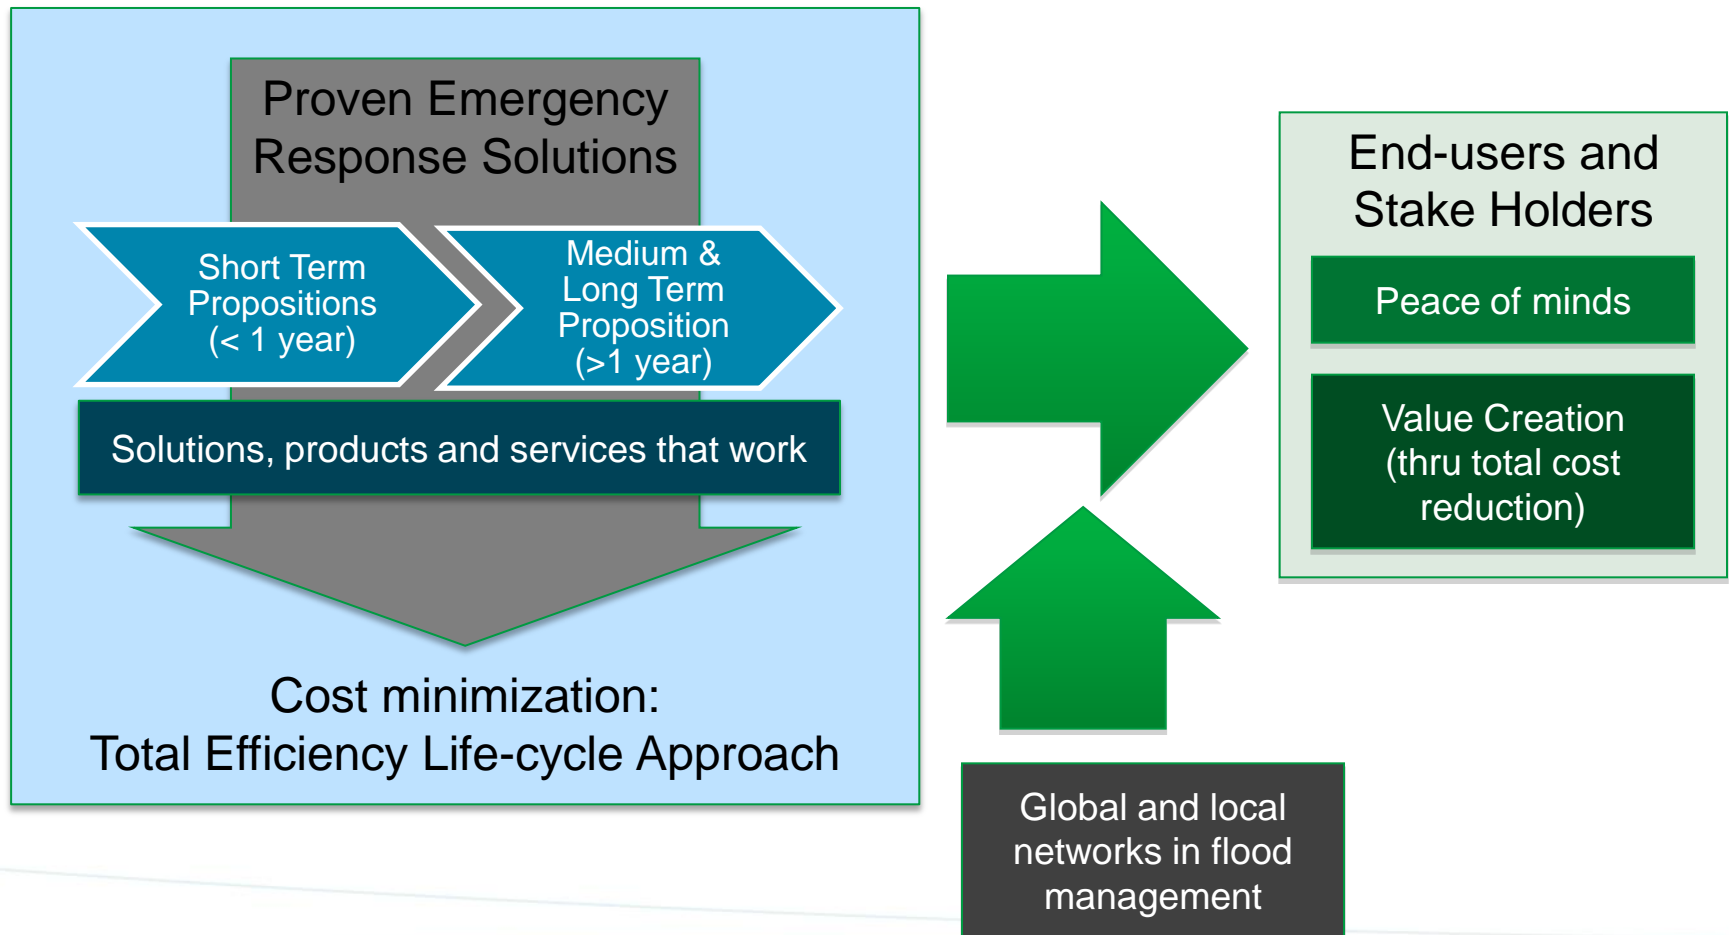 Proven Emergency
Response Solutions
Short Term
Propositions
(< 1 year)
Medium &
Long Term
Proposition
(>1 year)
Solutions, products and services that work
Cost minimization:
Total Efficiency Life-cycle Approach
Global and local
networks in flood
management
End-users and
Stake Holders
Peace of minds
Value Creation
(thru total cost
reduction)